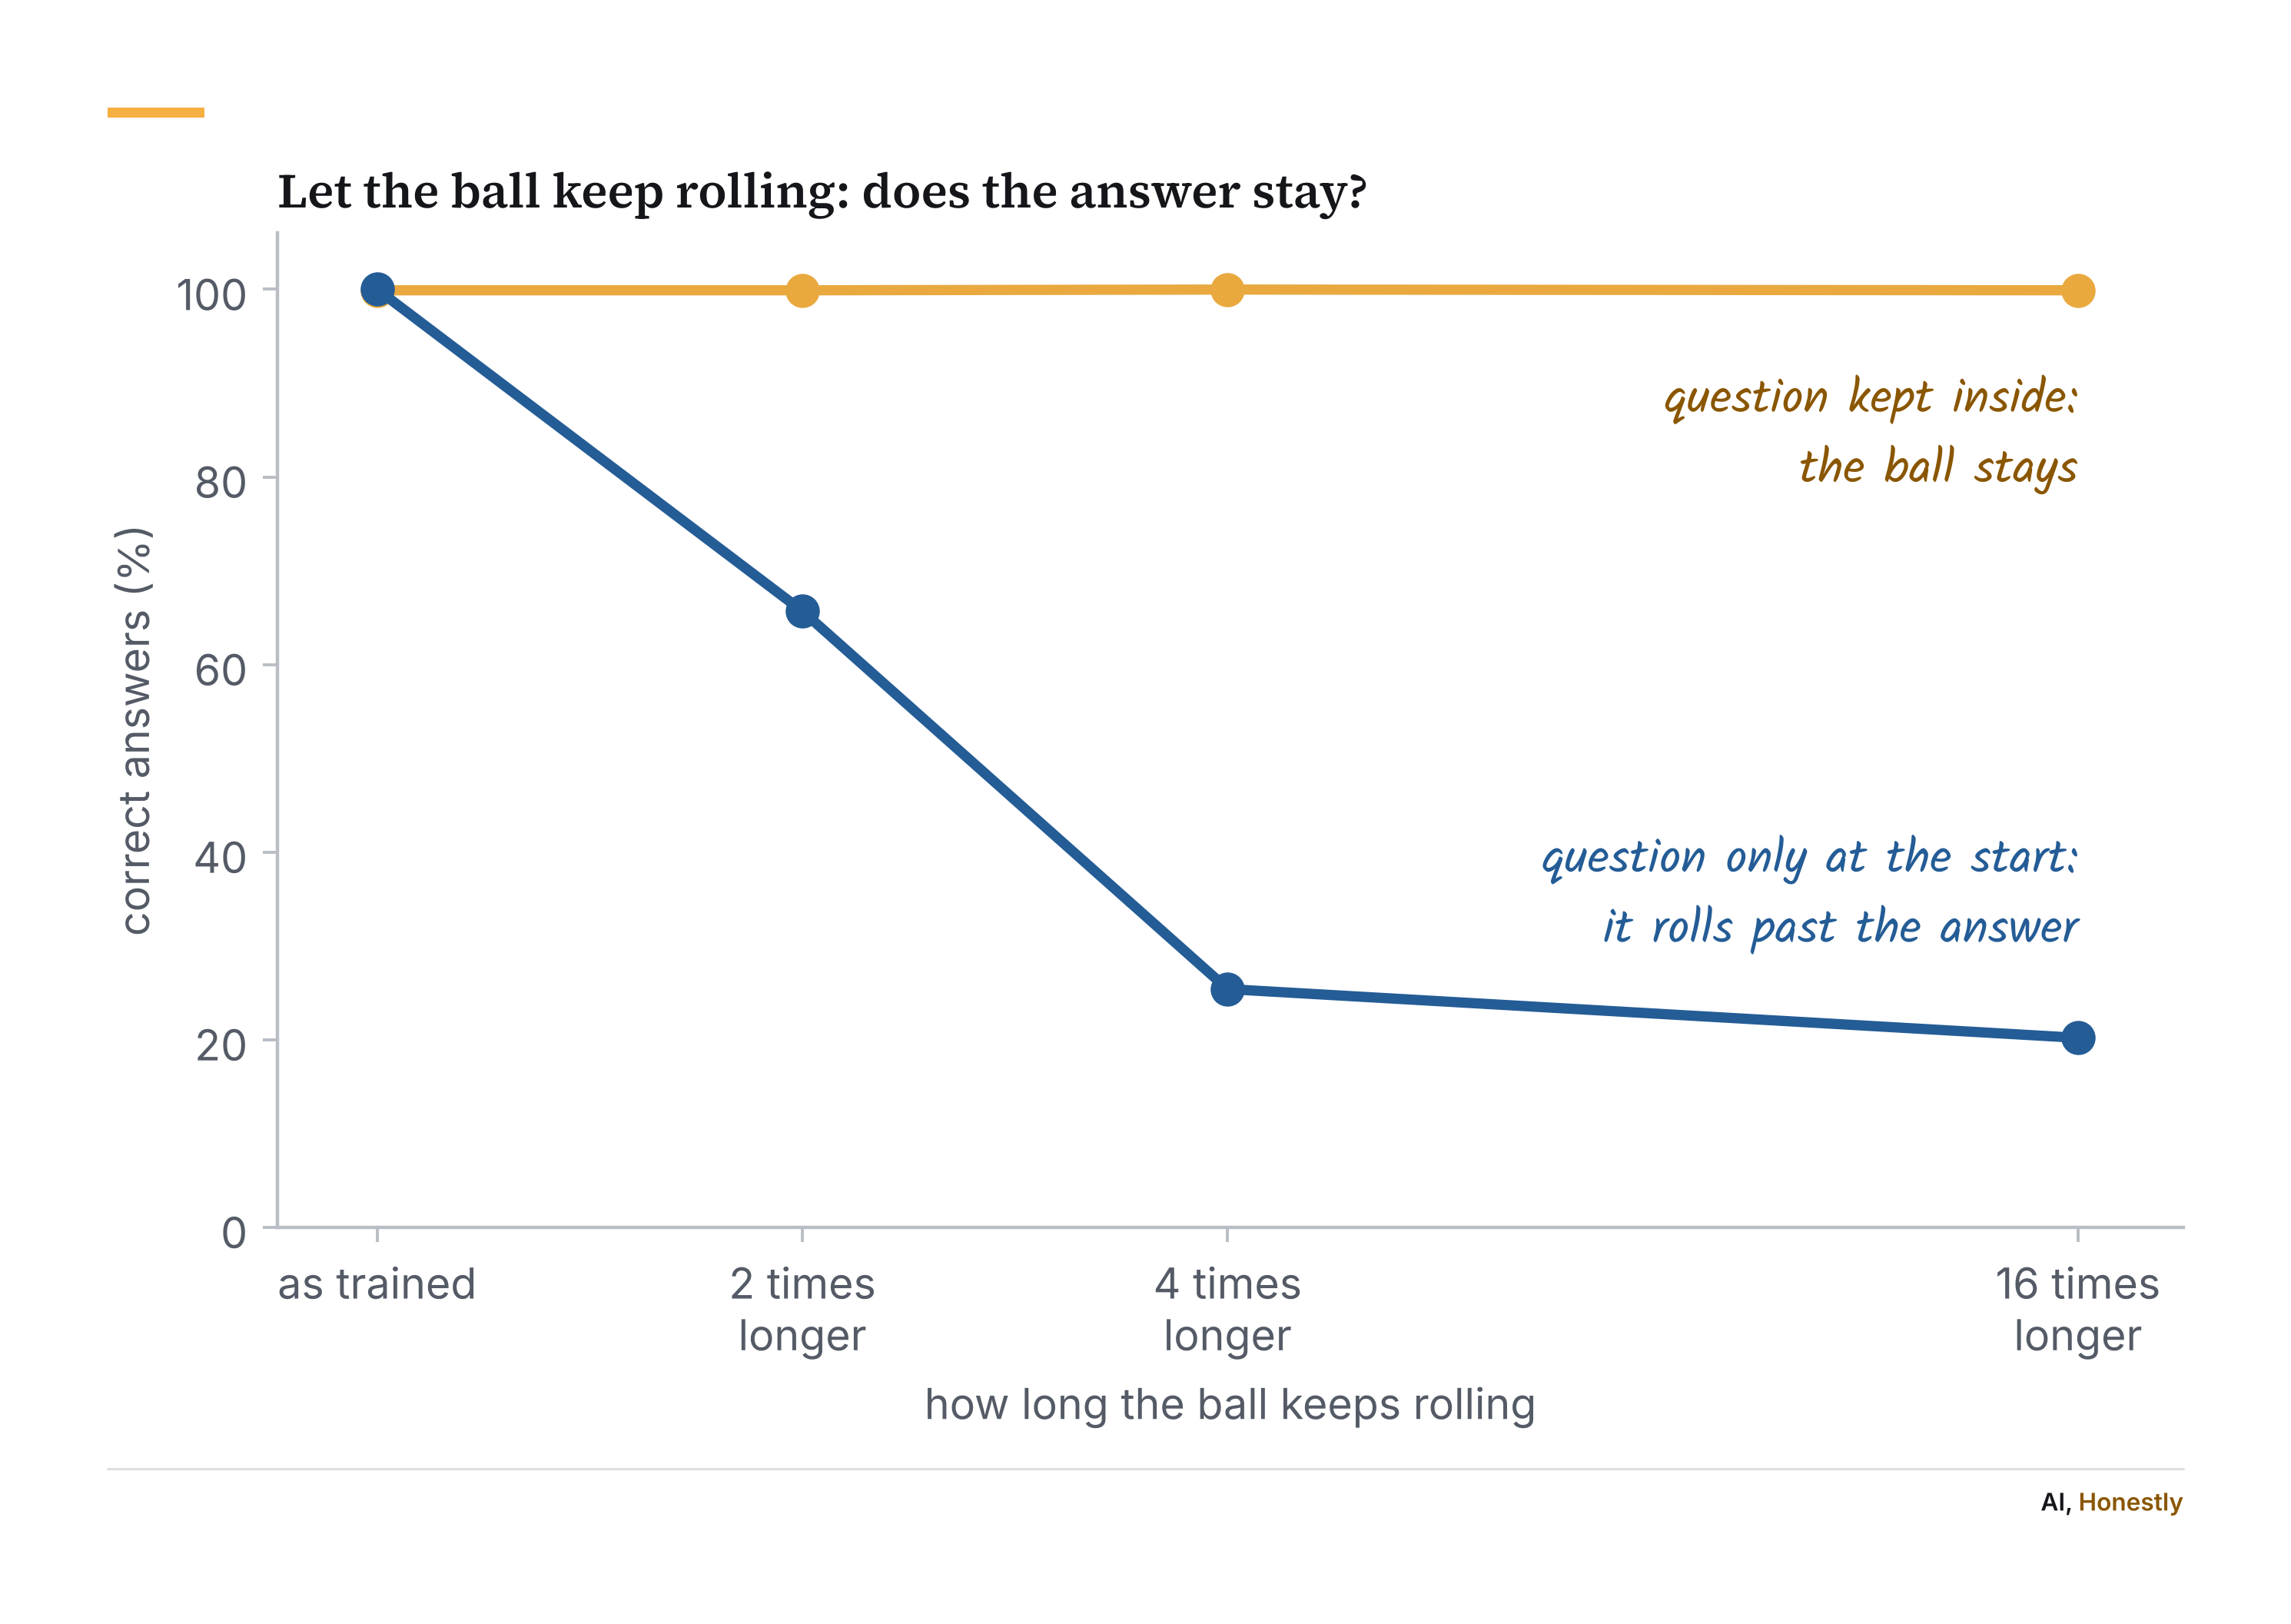 Let the ball keep rolling: does the answer stay?
100
80
60
40
20
0
correct answers (%)
question kept inside:
the ball stays
question only at the start:
it rolls past the answer
as trained
2 times
longer
4 times
longer
16 times
longer
how long the ball keeps rolling
AI, Honestly